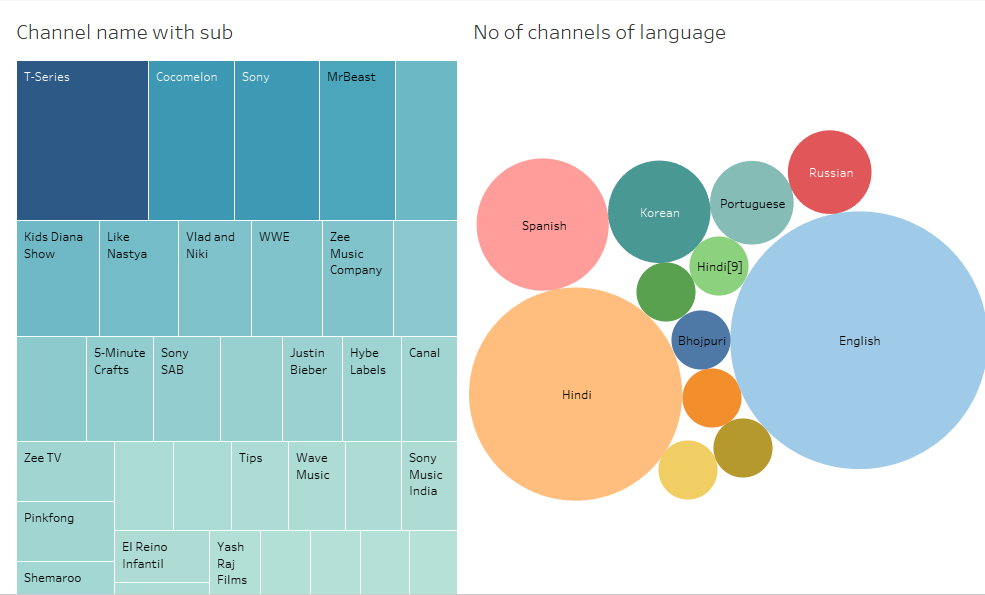 Channel name with sub
No of channels of language
T-Series
Cocomelon
Sony
MrBeast
Kids Diana
Show
Like
Nastya
Vlad and
Niki
WWE
Zee
Music
Company
5-Minute
Crafts
Sony
SAB
Justin
Bieber
Hybe
Labels
Canal
Zee TV
Tips
Wave
Music
Sony
Music
India
Pinkfong
El Reino
Infantil
Yash
Raj
Films
Shemaroo
Russian
Portuguese
Korean
Spanish
Hindi[9]
Bhojpuri
English
Hindi